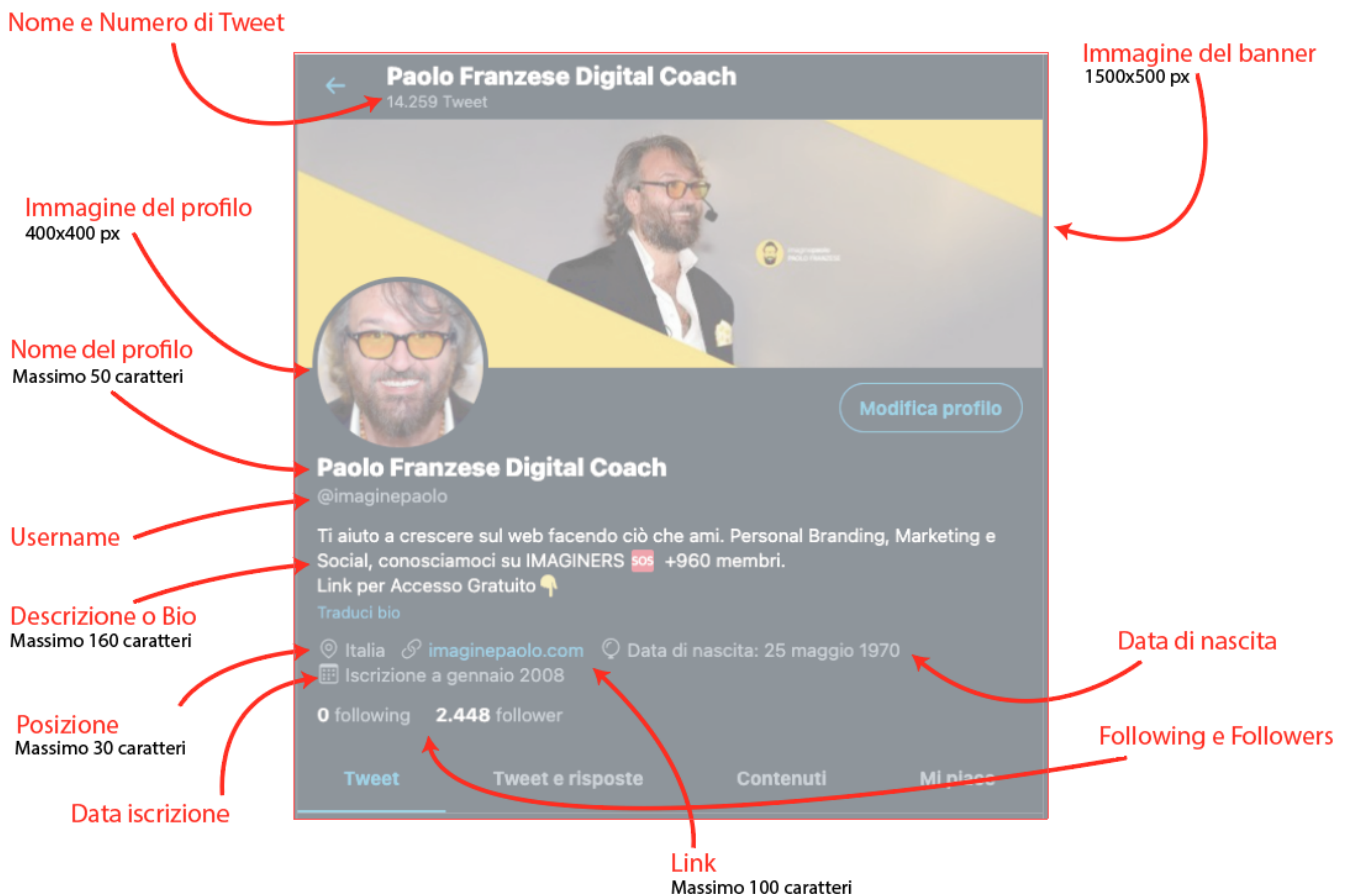 Nome e Numero di Tweet
Paolo Franzese Digital Coach
14.259 Tweet
Immagine del banner
1500x500 px
Immagine del profilo
400x400 px
imaginepaolo
PAOLO FRANZESE
Nome del profilo
Massimo 50 caratteri
Modifica profilo
Paolo Franzese Digital Coach
@imaginepaolo
Username
Ti aiuto a crescere sul web facendo ciò che ami. Personal Branding, Marketing e
Social, conosciamoci su IMAGINERS 🆘 +960 membri.
Link per Accesso Gratuito👇
Traduci bio
Descrizione o Bio
Massimo 160 caratteri
Italia imaginepaolo.com Data di nascita: 25 maggio 1970
Iscrizione a gennaio 2008
Data di nascita
0 following 2.448 follower
Posizione
Massimo 30 caratteri
Following e Followers
Tweet Tweet e risposte Contenuti Mi piace
Data iscrizione
Link
Massimo 100 caratteri